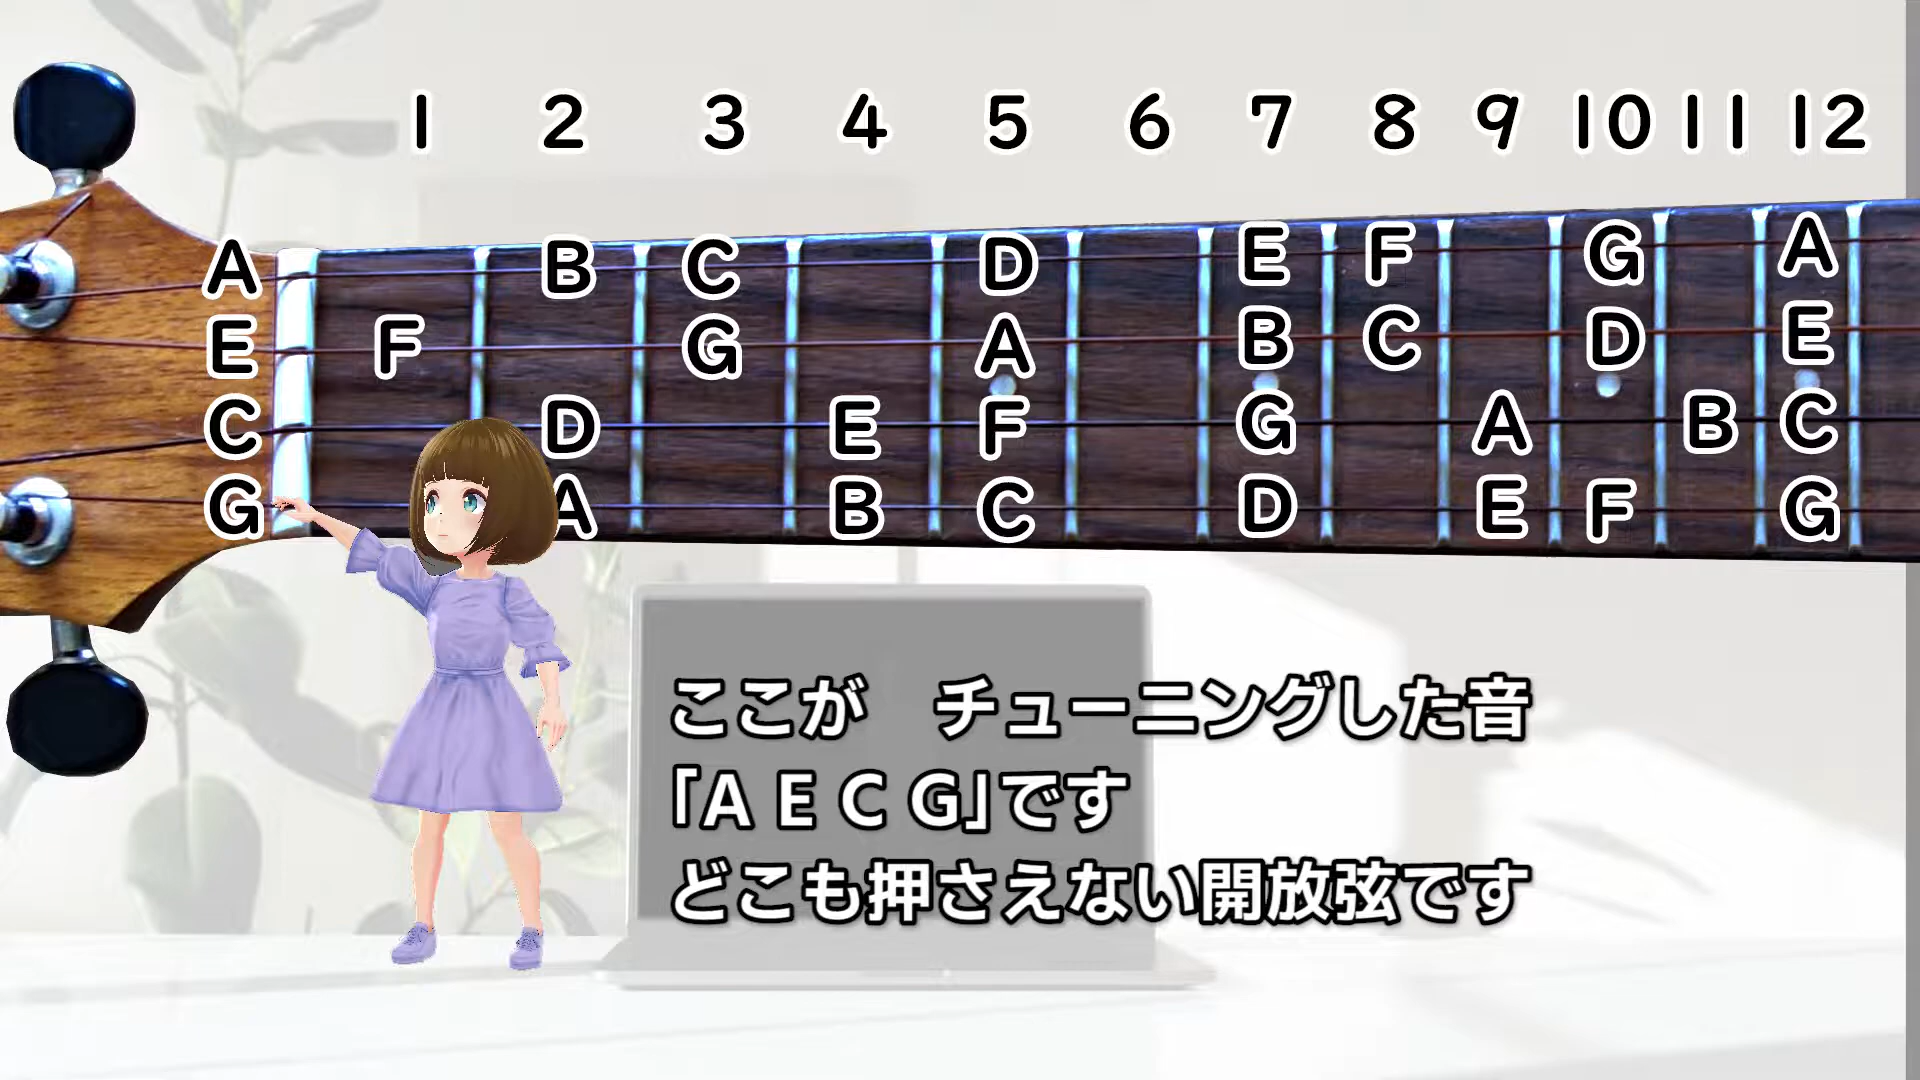 1 2 3 4 5 6 7 8 9 10 11 12
A B C D E F G A
E F G A B C D E
C D E F G A B C
G A B C D E F G
ここが　チューニングした音
「A E C G」です
どこも押さえない開放弦です